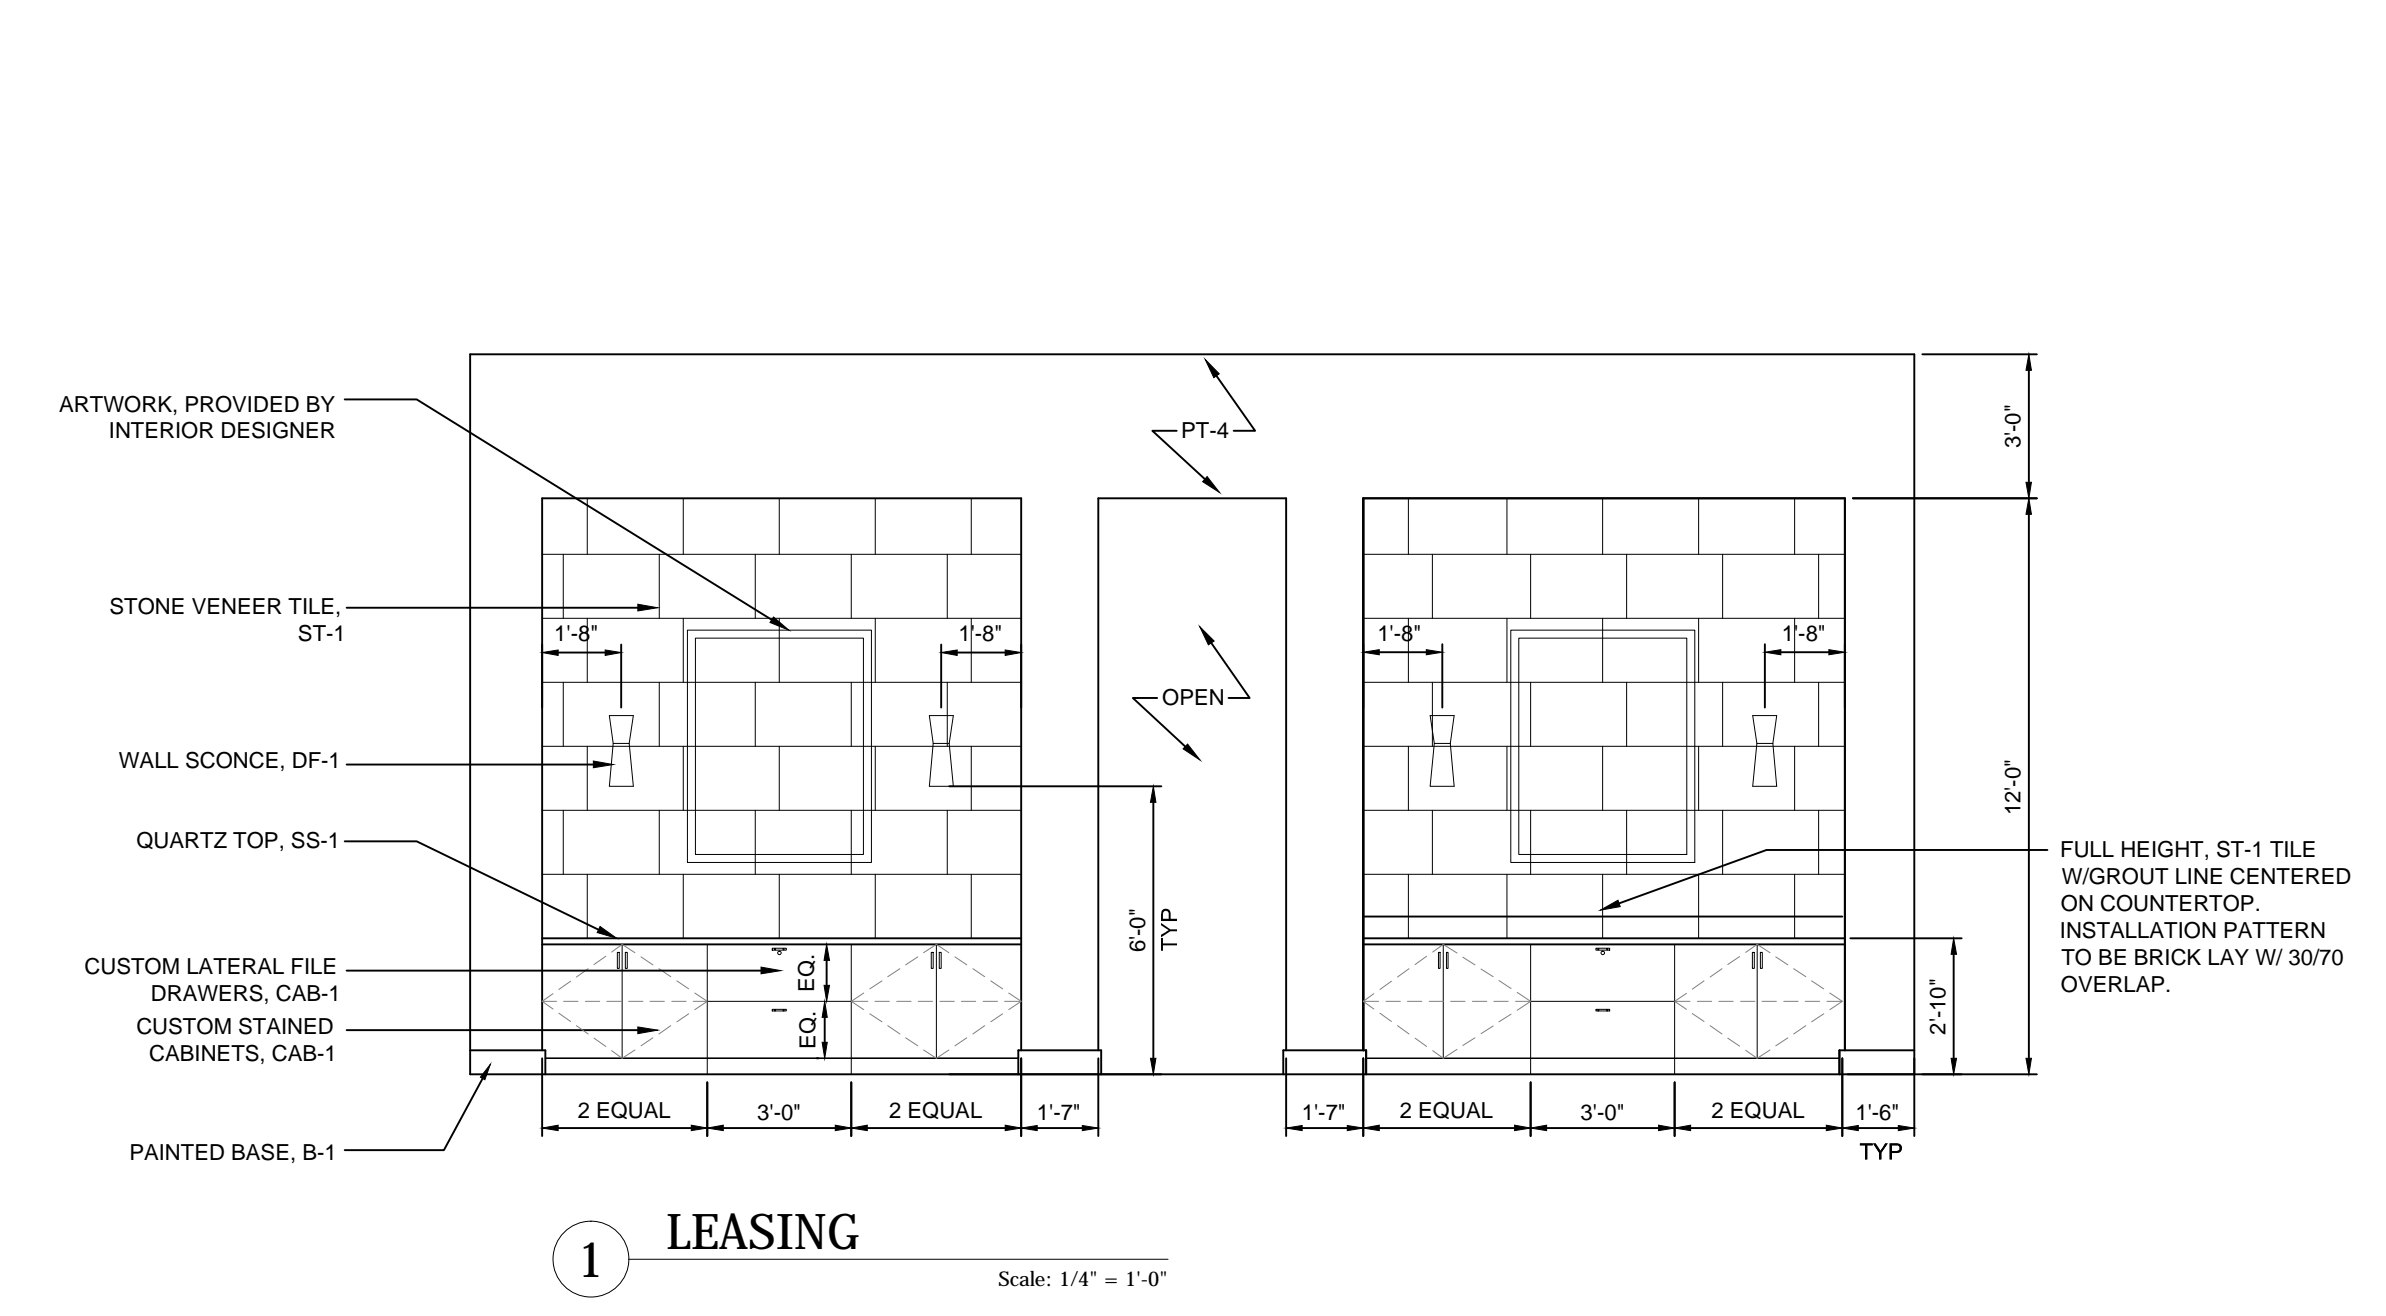 ARTWORK, PROVIDED BY
INTERIOR DESIGNER
PT-4
3'-0"
STONE VENEER TILE,
ST-1
1'-8"
1'-8"
1'-8"
1'-8"
OPEN
WALL SCONCE, DF-1
12'-0"
QUARTZ TOP, SS-1
FULL HEIGHT, ST-1 TILE
W/GROUT LINE CENTERED
ON COUNTERTOP.
INSTALLATION PATTERN
TO BE BRICK LAY W/ 30/70
OVERLAP.
6'-0"
TYP
CUSTOM LATERAL FILE
DRAWERS, CAB-1
EQ.
EQ.
2'-10"
CUSTOM STAINED
CABINETS, CAB-1
2 EQUAL
3'-0"
2 EQUAL
1'-7"
1'-7"
2 EQUAL
3'-0"
2 EQUAL
1'-6"
TYP
PAINTED BASE, B-1
1
LEASING
Scale: 1/4" = 1'-0"